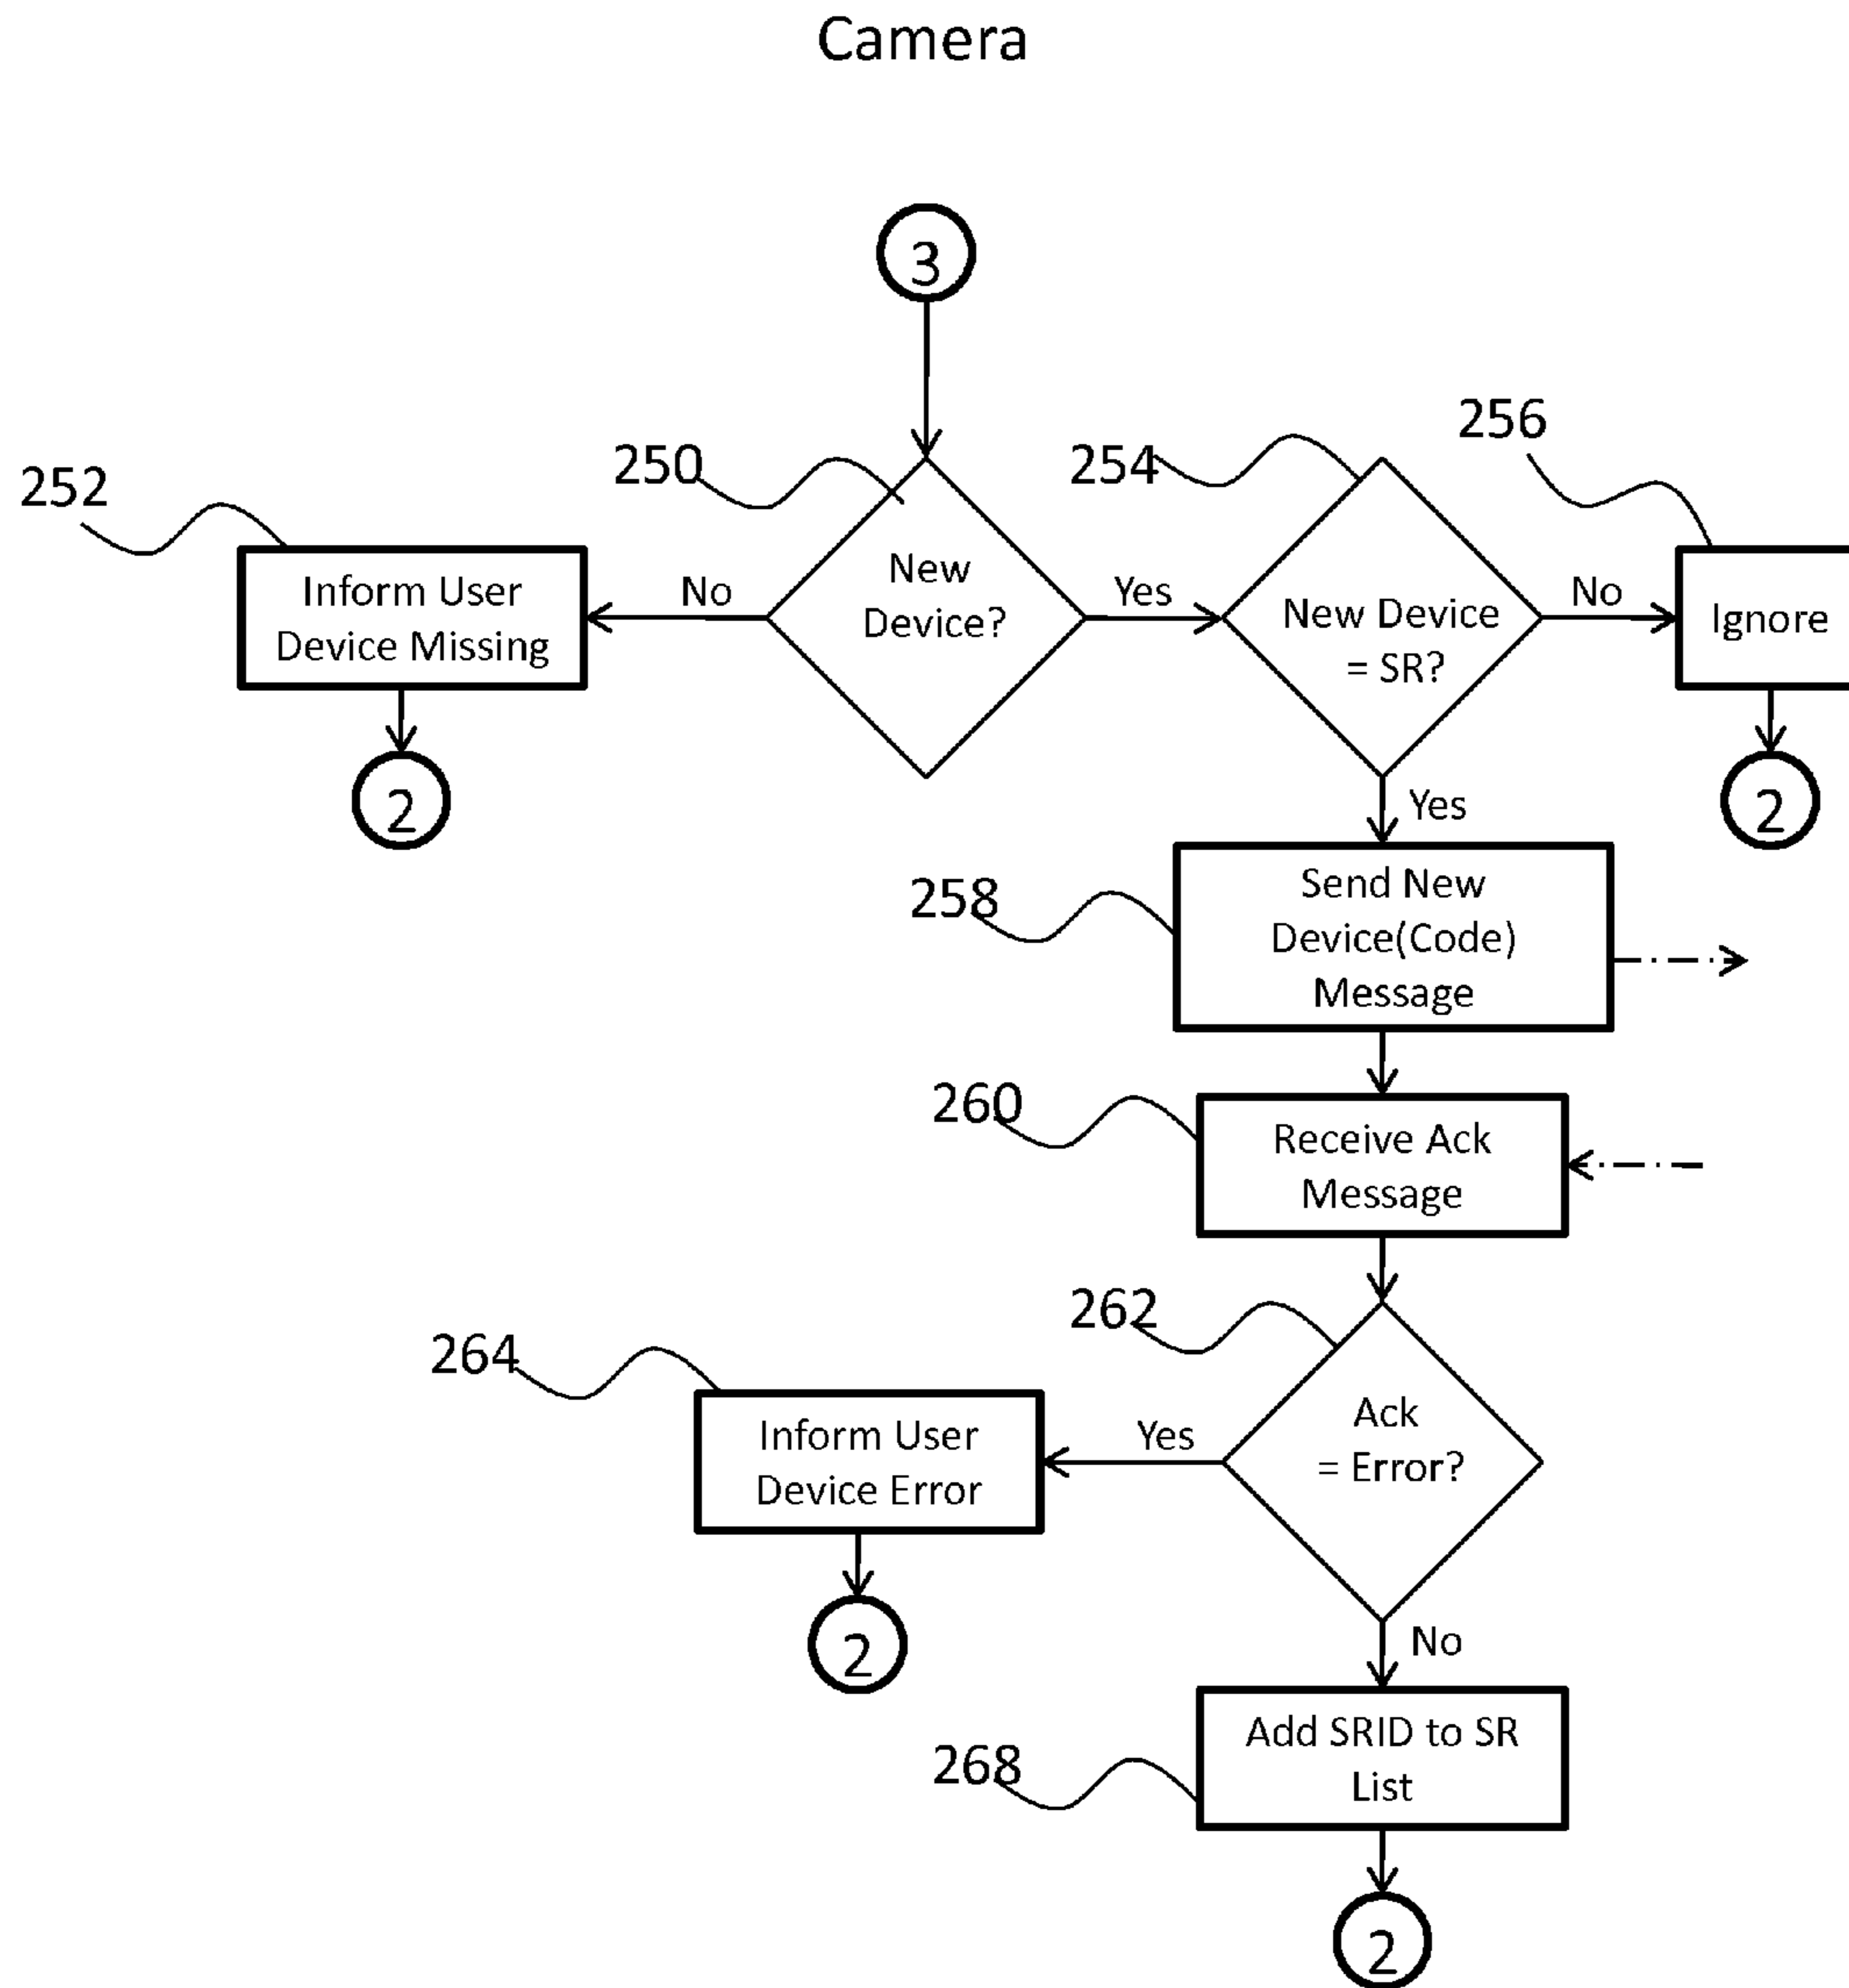 Camera
3
256
250
254
252
New
Device?
Inform User
Device Missing
No
Yes
New Device
= SR?
No
Ignore
2
2
Yes
258
Send New
Device(Code)
Message
260
Receive Ack
Message
262
264
Ack
= Error?
Yes
Inform User
Device Error
2
No
268
Add SRID to SR
List
2